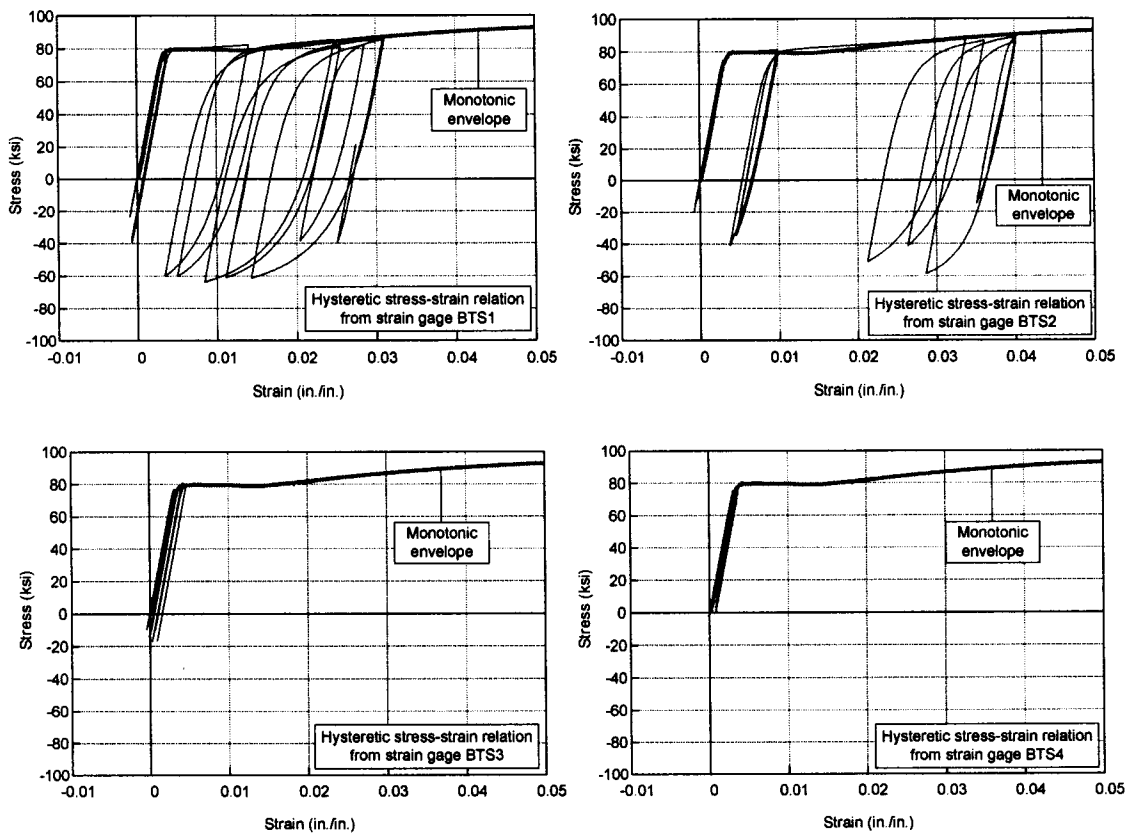 100
80
60
40
20
0
-20
-40
-60
-80
-100
Stress (ksi)
Monotonic
envelope
Hysteretic stress-strain relation
from strain gage BTS1
-0.01 0 0.01 0.02 0.03 0.04 0.05
Strain (in./in.)
100
80
60
40
20
0
-20
-40
-60
-80
-100
Stress (ksi)
Monotonic
envelope
Hysteretic stress-strain relation
from strain gage BTS2
-0.01 0 0.01 0.02 0.03 0.04 0.05
Strain (in./in.)
100
80
60
40
20
0
-20
-40
-60
-80
-100
Stress (ksi)
Monotonic
envelope
Hysteretic stress-strain relation
from strain gage BTS3
-0.01 0 0.01 0.02 0.03 0.04 0.05
Strain (in./in.)
100
80
60
40
20
0
-20
-40
-60
-80
-100
Stress (ksi)
Monotonic
envelope
Hysteretic stress-strain relation
from strain gage BTS4
-0.01 0 0.01 0.02 0.03 0.04 0.05
Strain (in./in.)